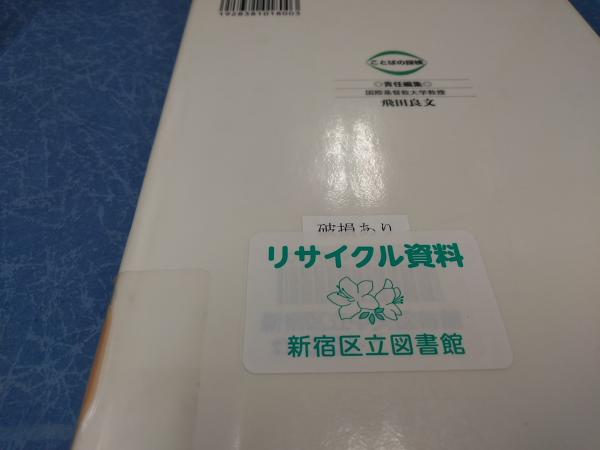 1928381018003
ことばの探検
◇責任編集◇
国際基督教大学教授
飛田良文
破損あり
リサイクル資料
新宿区立図書館